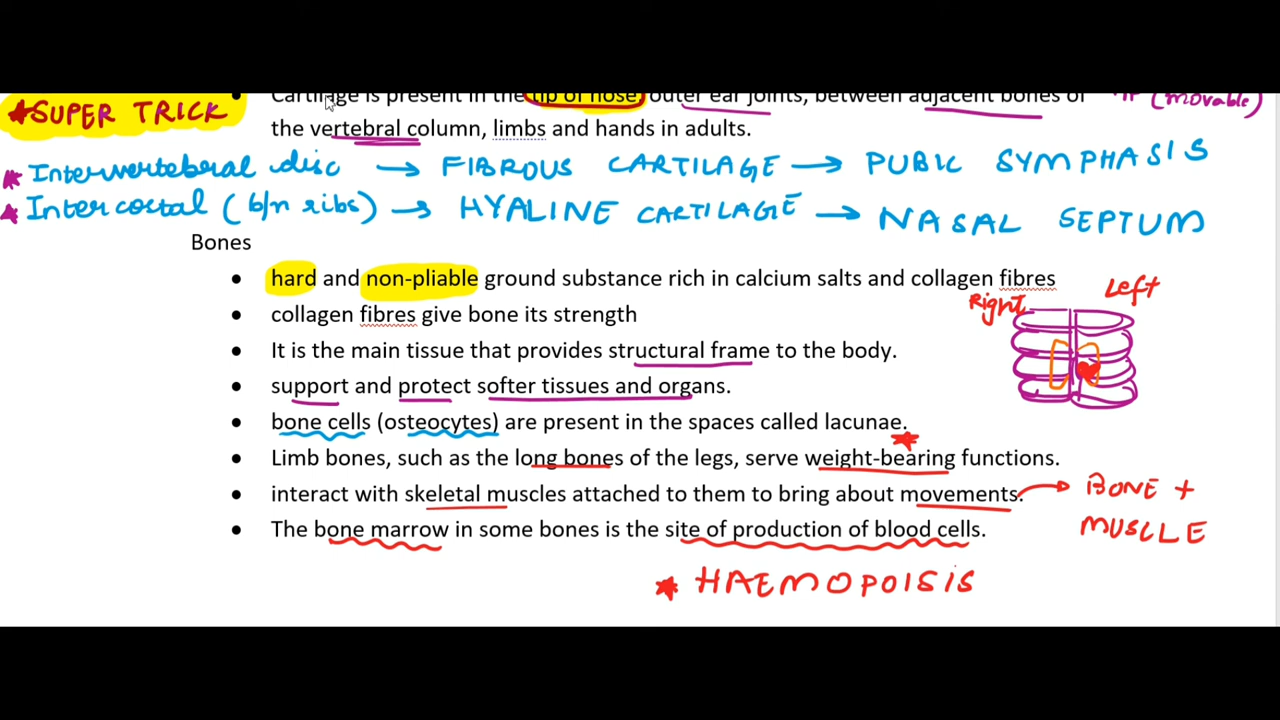 ★ SUPER TRICK
• Cartilage is present in the tip of nose, outer ear joints, between adjacent bones of
(movable)
the vertebral column, limbs and hands in adults.
★ Intervertebral disc → FIBROUS CARTILAGE → PUBIC SYMPHASIS
★ Intercostal (b/n ribs) → HYALINE CARTILAGE → NASAL SEPTUM
Bones
• hard and non-pliable ground substance rich in calcium salts and collagen fibres
Right
Left
• collagen fibres give bone its strength
• It is the main tissue that provides structural frame to the body.
• support and protect softer tissues and organs.
• bone cells (osteocytes) are present in the spaces called lacunae.
• Limb bones, such as the long bones of the legs, serve weight-bearing functions.
• interact with skeletal muscles attached to them to bring about movements. → BONE +
MUSCLE
• The bone marrow in some bones is the site of production of blood cells.
★ HAEMOPOISIS